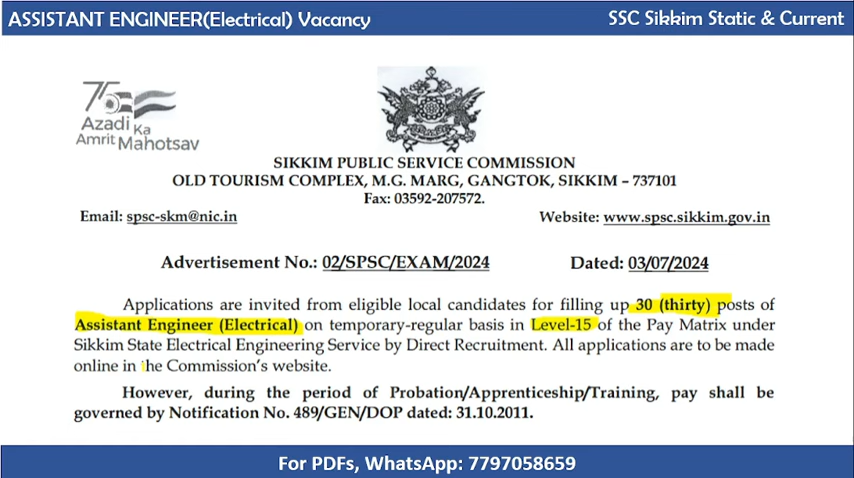 ASSISTANT ENGINEER(Electrical) Vacancy
SSC Sikkim Static & Current
75
Azadi Ka
Amrit Mahotsav
SIKKIM PUBLIC SERVICE COMMISSION
OLD TOURISM COMPLEX, M.G. MARG, GANGTOK, SIKKIM – 737101
Fax: 03592-207572.
Email: spsc-skm@nic.in
Website: www.spsc.sikkim.gov.in
Advertisement No.: 02/SPSC/EXAM/2024
Dated: 03/07/2024
Applications are invited from eligible local candidates for filling up 30 (thirty) posts of
Assistant Engineer (Electrical) on temporary-regular basis in Level-15 of the Pay Matrix under
Sikkim State Electrical Engineering Service by Direct Recruitment. All applications are to be made
online in the Commission's website.
However, during the period of Probation/Apprenticeship/Training, pay shall be
governed by Notification No. 489/GEN/DOP dated: 31.10.2011.
For PDFs, WhatsApp: 7797058659